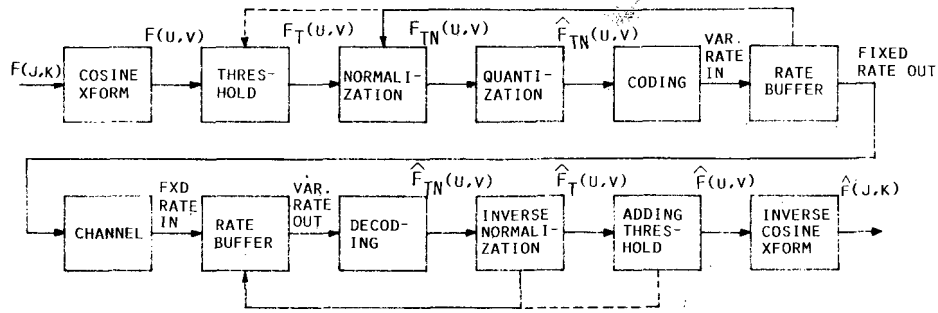 F(U,V)
F_T(U,V)
F_TN(U,V)
F̂_TN(U,V)
VAR.
RATE
IN
FIXED
RATE OUT
F(J,K)
COSINE
XFORM
THRES-
HOLD
NORMALI-
ZATION
QUANTI-
ZATION
CODING
RATE
BUFFER
FXD
RATE
IN
VAR.
RATE
OUT
F̂_TN(U,V)
F̂_T(U,V)
F̂(U,V)
F̂(J,K)
CHANNEL
RATE
BUFFER
DECOD-
ING
INVERSE
NORMALI-
ZATION
ADDING
THRES-
HOLD
INVERSE
COSINE
XFORM